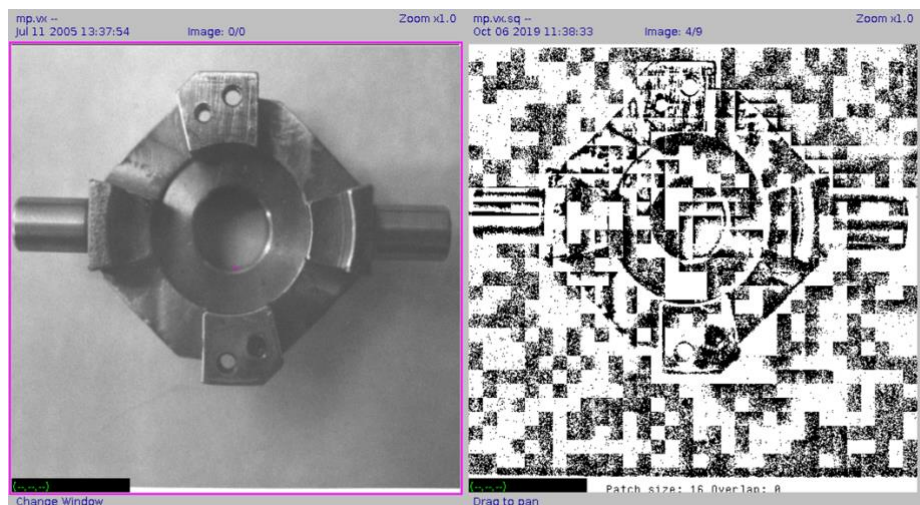 mp.vx --
Jul 11 2005 13:37:54 Image: 0/0 Zoom x1.0
(--,--,--)
Change Window
mp.vx.sq --
Oct 06 2019 11:38:33 Image: 4/9 Zoom x1.0
(--,--,--)
Patch size: 16 Overlap: 0
Drag to pan